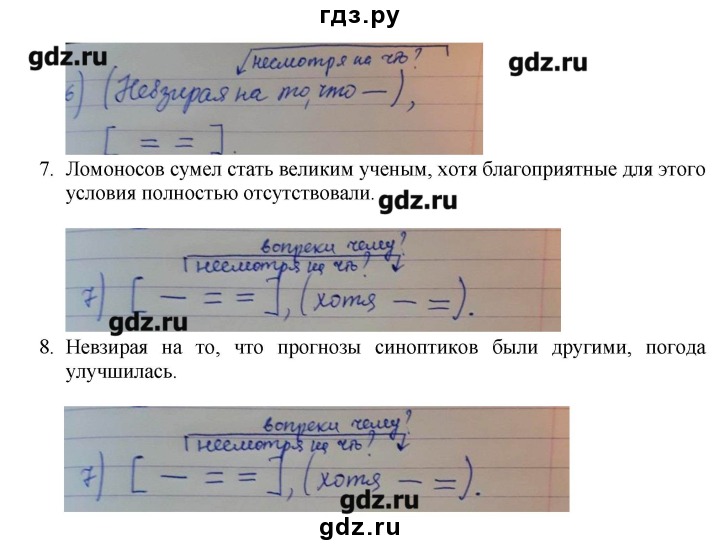 гдз.ру
gdz.ru
gdz.ru
несмотря на что?
6) (Невзирая на то, что —),
[ = = ].
7. Ломоносов сумел стать великим ученым, хотя благоприятные для этого
условия полностью отсутствовали.
gdz.ru
вопреки чему?
несмотря на что?
7) [ — = = ], (хотя — =).
gdz.ru
8. Невзирая на то, что прогнозы синоптиков были другими, погода
улучшилась.
вопреки чему?
несмотря на что?
7) [ — = = ], (хотя — =).
gdz.ru
gdz.ru